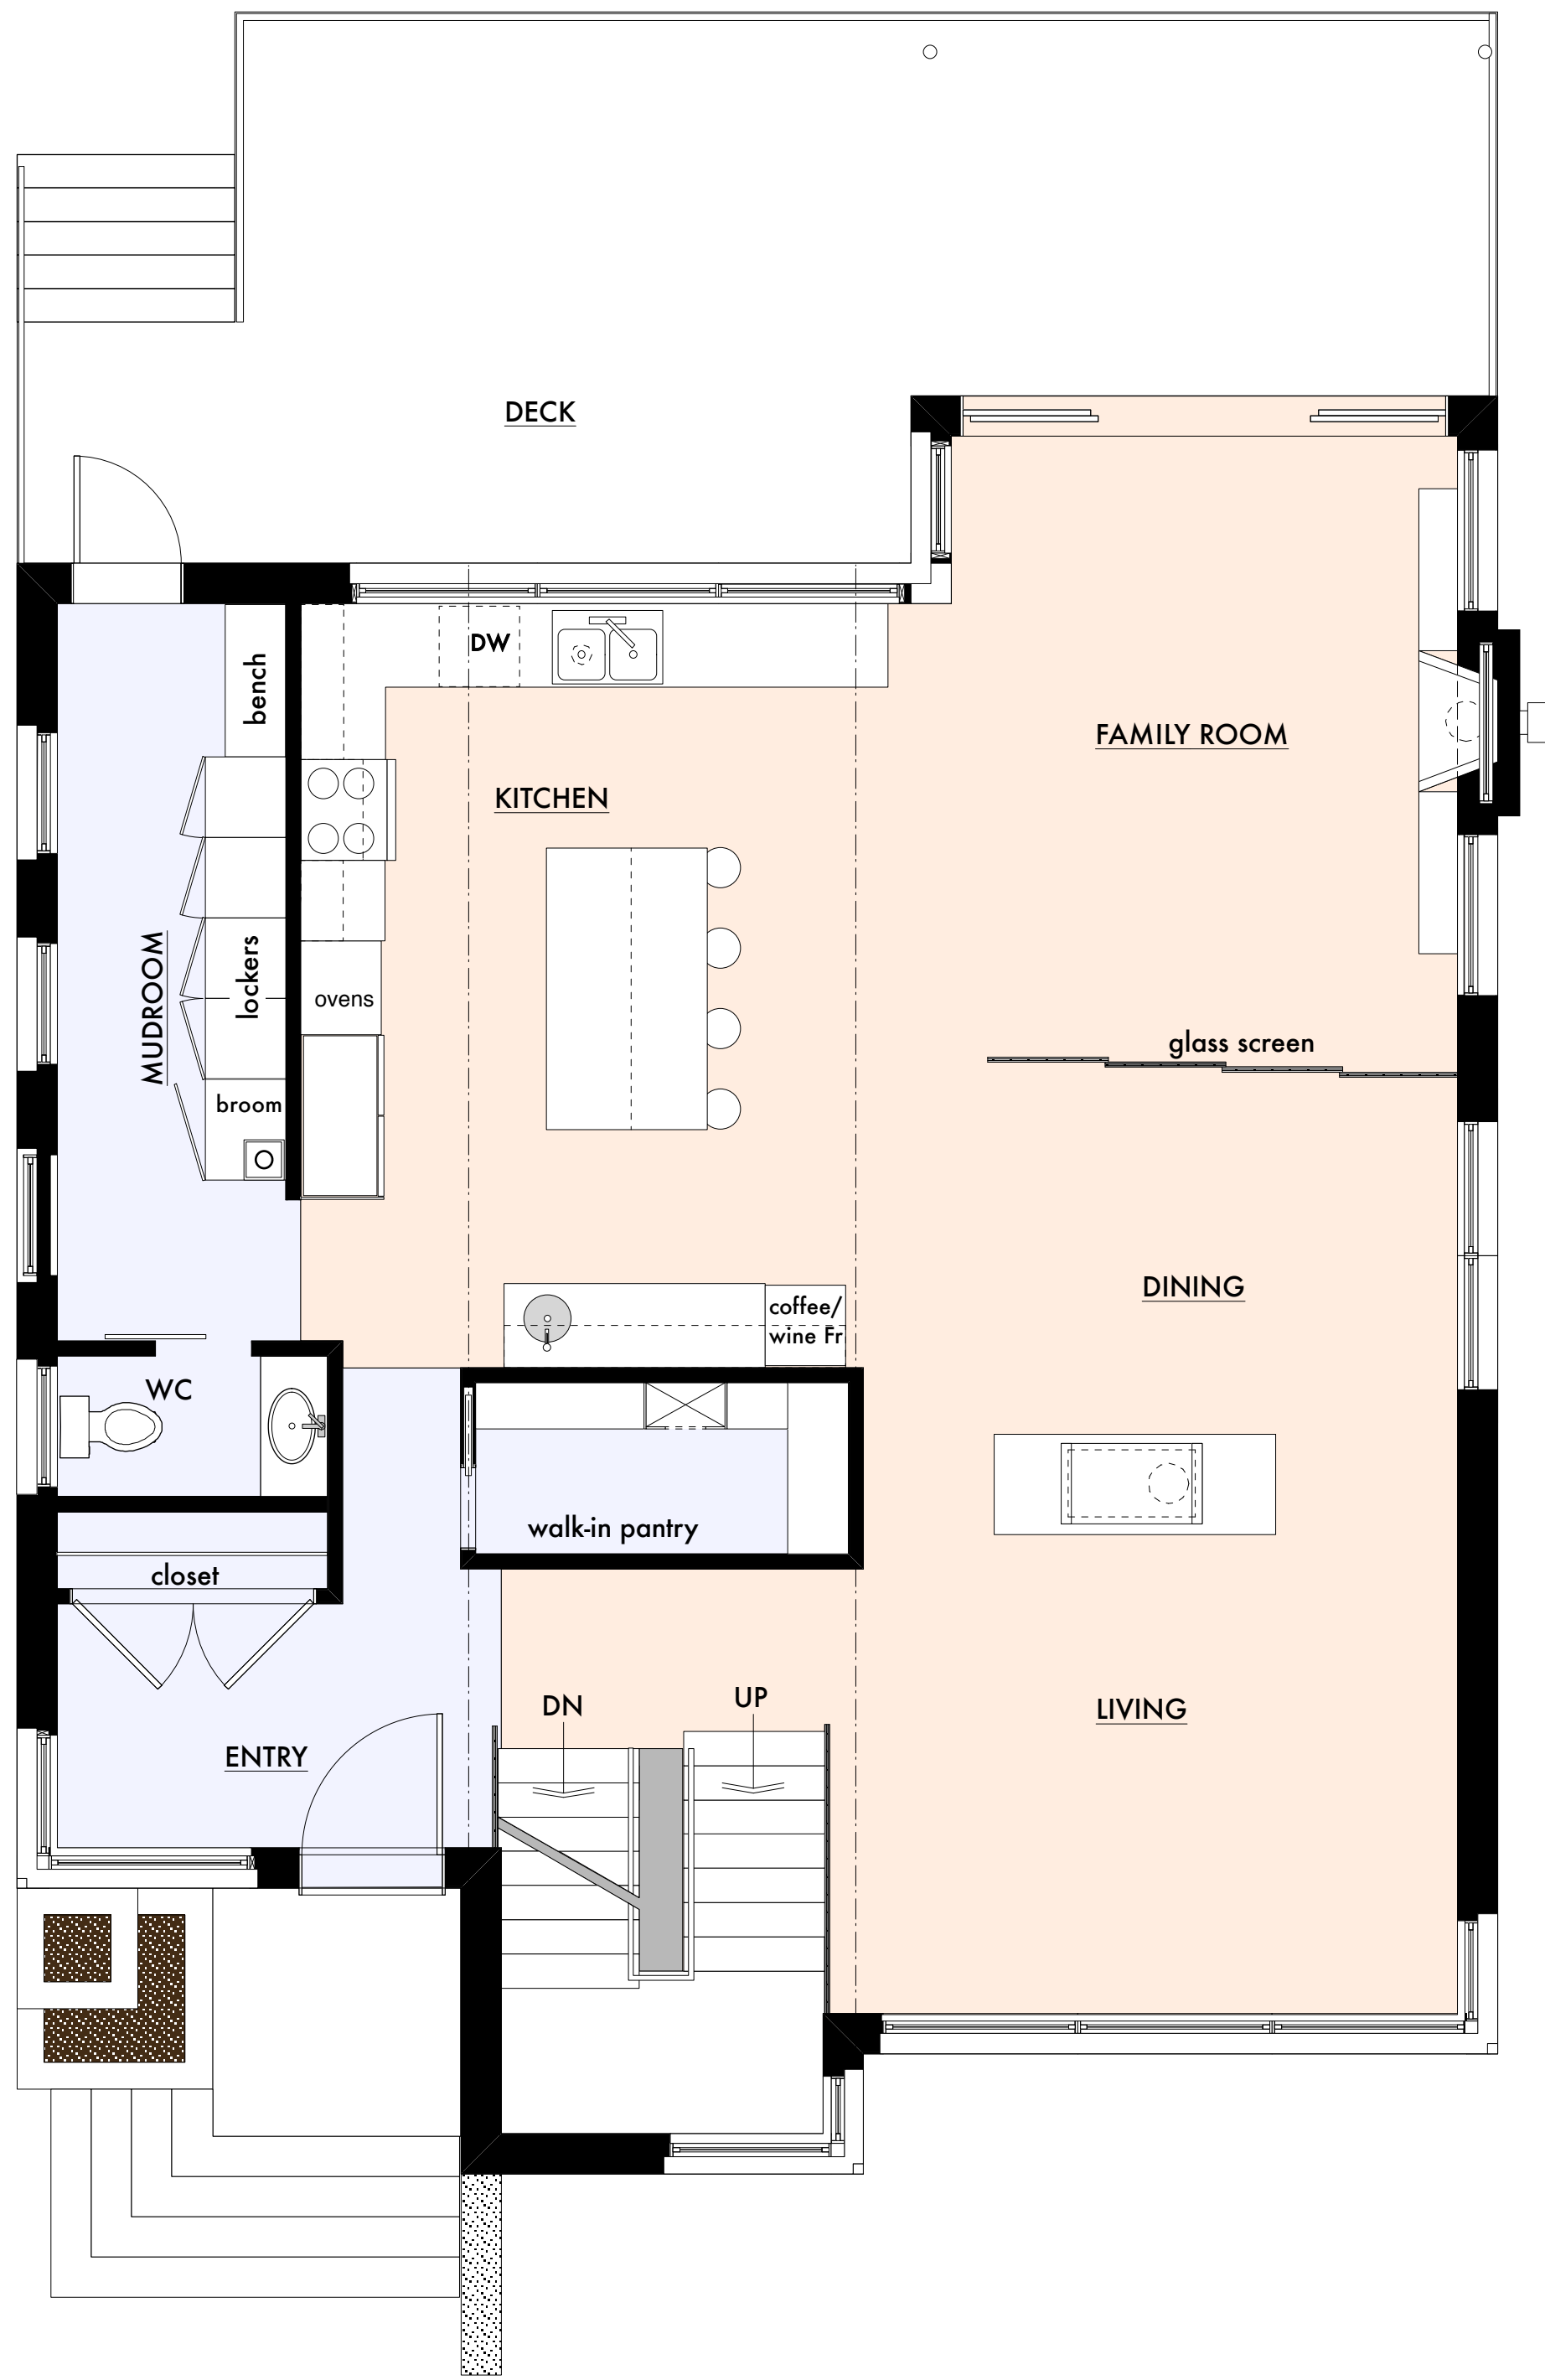 DECK
DW
bench
FAMILY ROOM
KITCHEN
MUDROOM
lockers
ovens
glass screen
broom
DINING
coffee/
wine Fr
WC
walk-in pantry
closet
DN
UP
LIVING
ENTRY